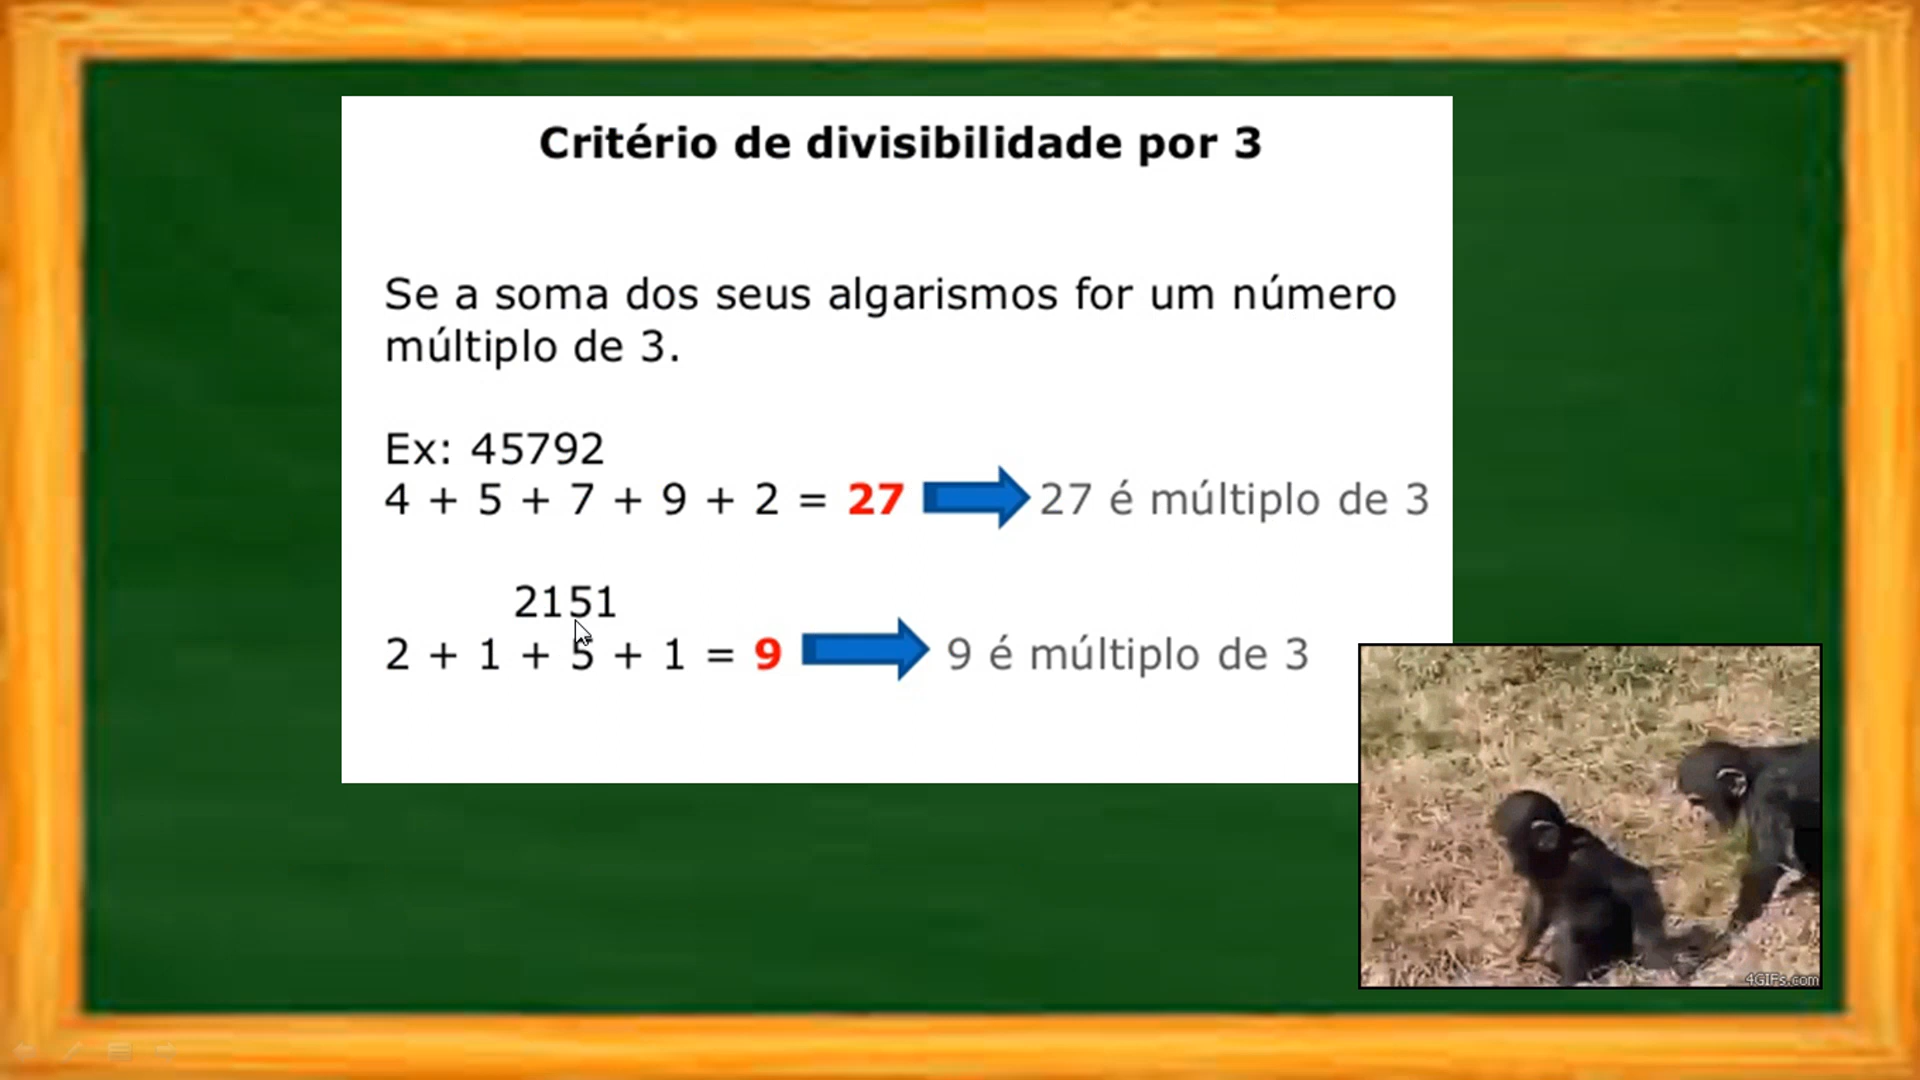 Critério de divisibilidade por 3
Se a soma dos seus algarismos for um número
múltiplo de 3.
Ex: 45792
4 + 5 + 7 + 9 + 2 = 27 27 é múltiplo de 3
2151
2 + 1 + 5 + 1 = 9 9 é múltiplo de 3
4GIFs.com